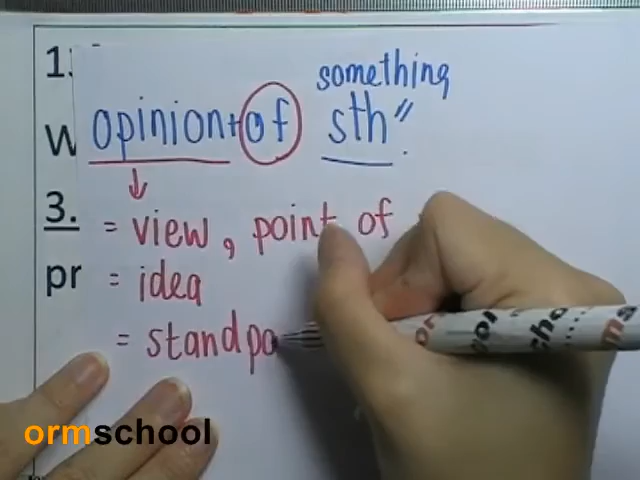 1
something
opinion + of sth"
W
3.
= view, point of
pr
= idea
= standpo
ormschool